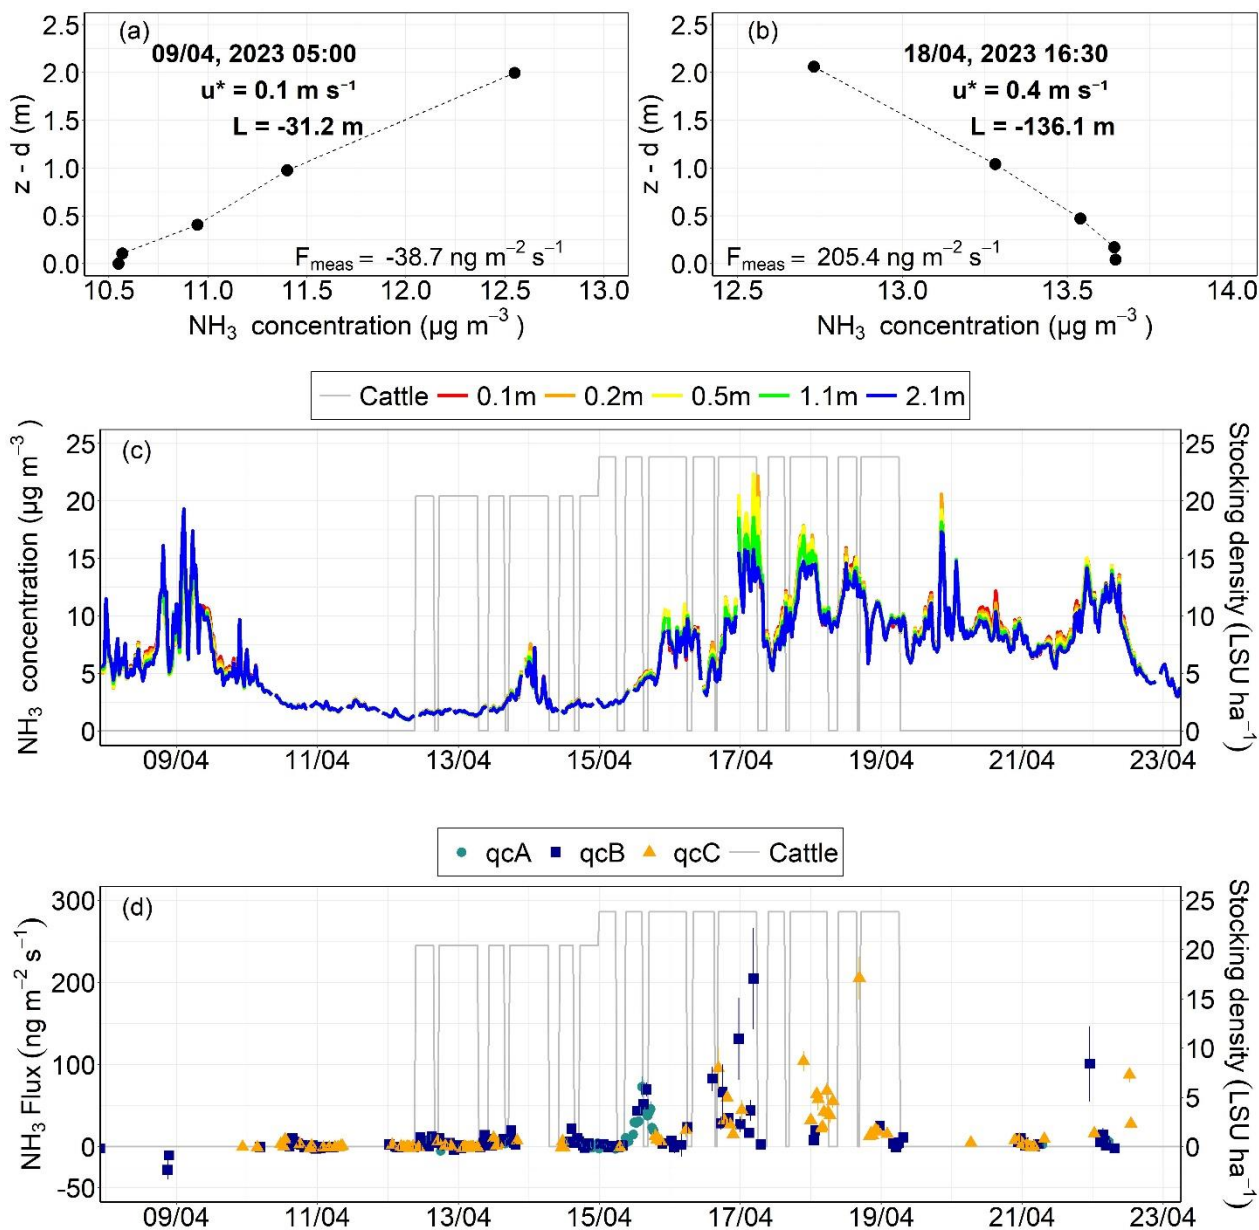 (a)
09/04, 2023 05:00
u* = 0.1 m s⁻¹
L = -31.2 m
F_meas = -38.7 ng m⁻² s⁻¹
z - d (m)
2.5
2.0
1.5
1.0
0.5
0.0
10.5 11.0 11.5 12.0 12.5 13.0
NH₃ concentration (µg m⁻³)
(b)
18/04, 2023 16:30
u* = 0.4 m s⁻¹
L = -136.1 m
F_meas = 205.4 ng m⁻² s⁻¹
z - d (m)
2.5
2.0
1.5
1.0
0.5
0.0
12.5 13.0 13.5 14.0
NH₃ concentration (µg m⁻³)
Cattle 0.1m 0.2m 0.5m 1.1m 2.1m
(c)
NH₃ concentration (µg m⁻³)
25
20
15
10
5
0
25
20
15
10
5
0
Stocking density (LSU ha⁻¹)
09/04 11/04 13/04 15/04 17/04 19/04 21/04 23/04
qcA qcB qcC Cattle
(d)
NH₃ Flux (ng m⁻² s⁻¹)
300
200
100
50
0
-50
25
20
15
10
5
0
Stocking density (LSU ha⁻¹)
09/04 11/04 13/04 15/04 17/04 19/04 21/04 23/04